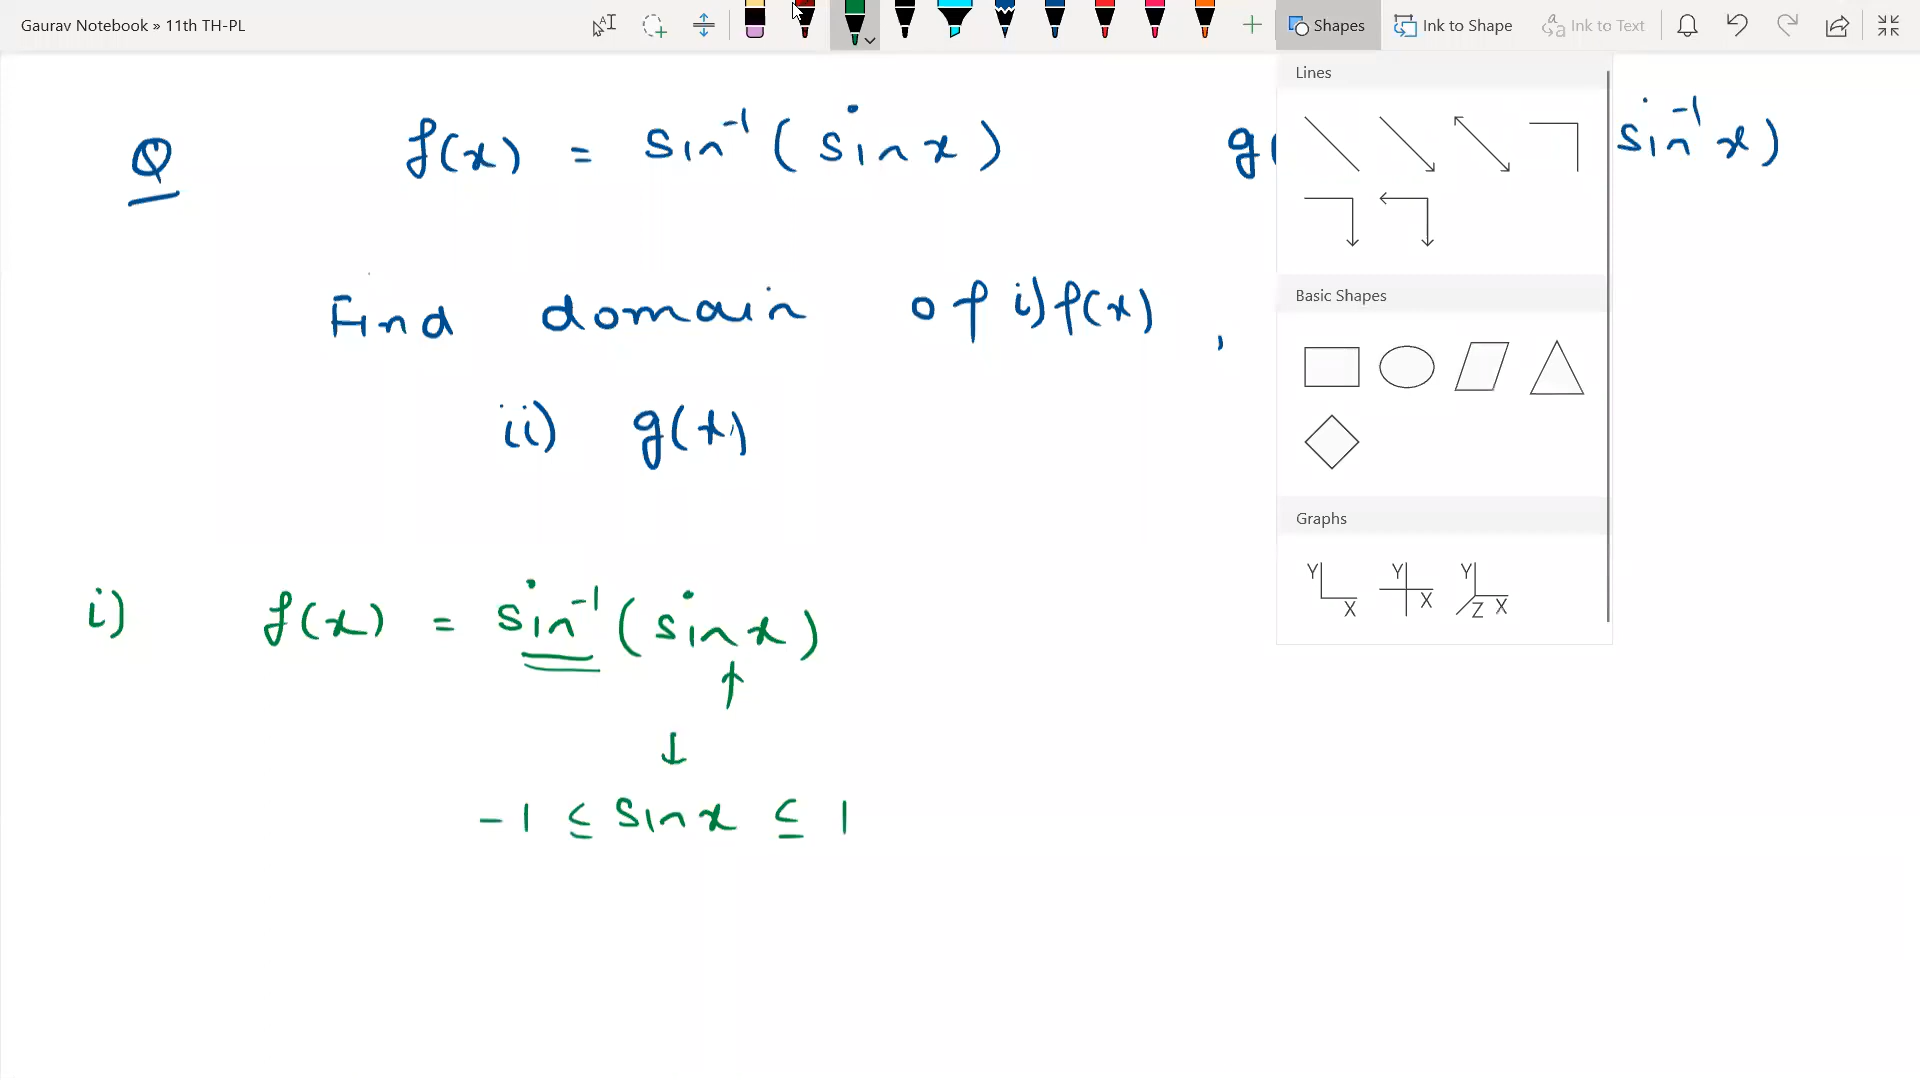 Gaurav Notebook » 11th TH-PL
Shapes
Ink to Shape
Ink to Text
Lines
Q f(x) = sin⁻¹(sin x) g( sin⁻¹x)
Find domain of i) f(x),
Basic Shapes
ii) g(x)
Graphs
Y X
Y X
Y Z X
i) f(x) = sin⁻¹(sin x)
-1 ≤ sin x ≤ 1